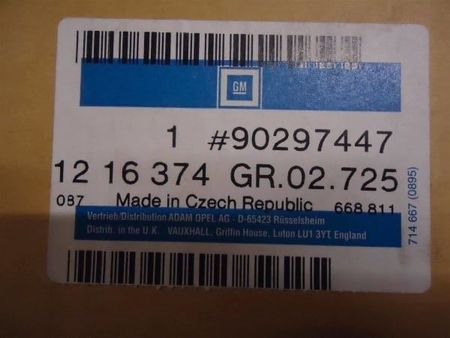 GM
1 #90297447
12 16 374 GR.02.725
087 Made in Czech Republic 668 811
Vertrieb/Distribution ADAM OPEL AG - D-65423 Rüsselsheim
Distrib. in the U.K. VAUXHALL, Griffin House, Luton LU1 3YT, England
714 667 (0895)